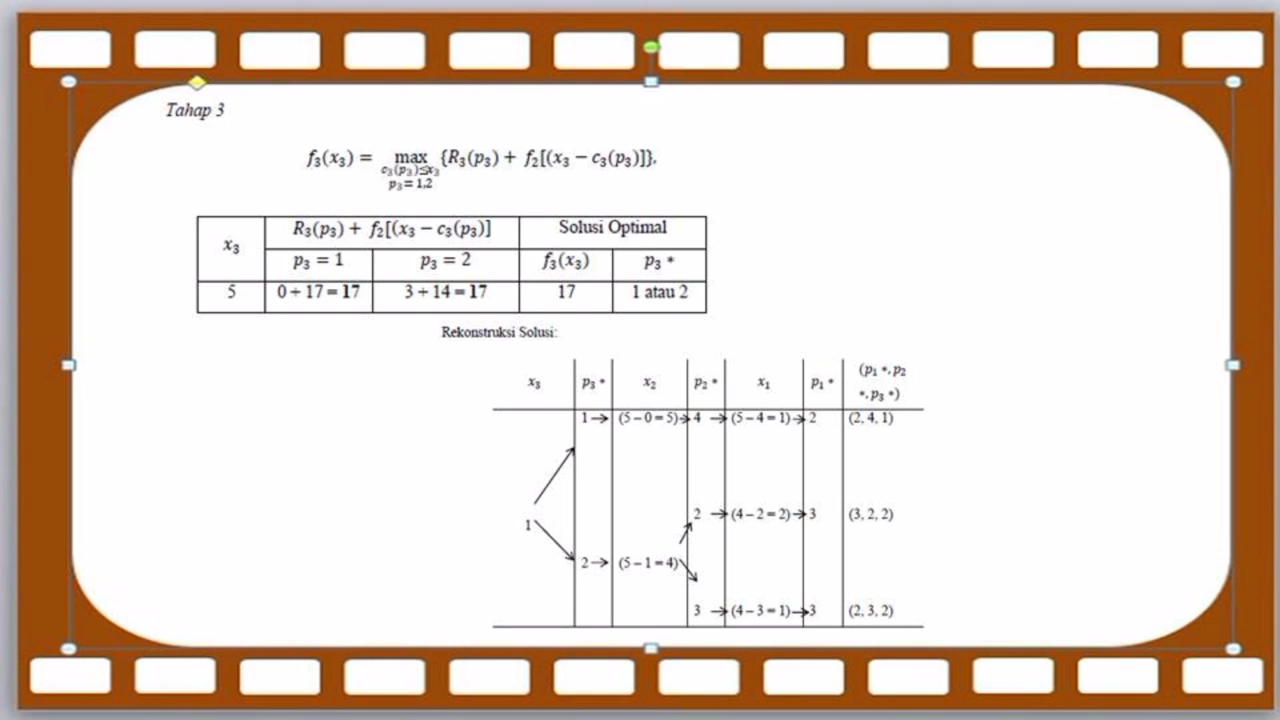 Tahap 3
f₃(x₃) = max {R₃(p₃) + f₂[(x₃ − c₃(p₃)]}.
c₃(p₃)≤x₃
p₃ = 1,2
x₃ R₃(p₃) + f₂[(x₃ − c₃(p₃)] Solusi Optimal
p₃ = 1 p₃ = 2 f₃(x₃) p₃ *
5 0 + 17 = 17 3 + 14 = 17 17 1 atau 2
Rekonstruksi Solusi:
x₃ p₃ * x₂ p₂ * x₁ p₁ * (p₁ *, p₂
*, p₃ *)
1 → (5 – 0 = 5) → 4 → (5 – 4 = 1) → 2 (2, 4, 1)
2 → (4 – 2 = 2) → 3 (3, 2, 2)
1
2 → (5 – 1 = 4)
3 → (4 – 3 = 1) → 3 (2, 3, 2)